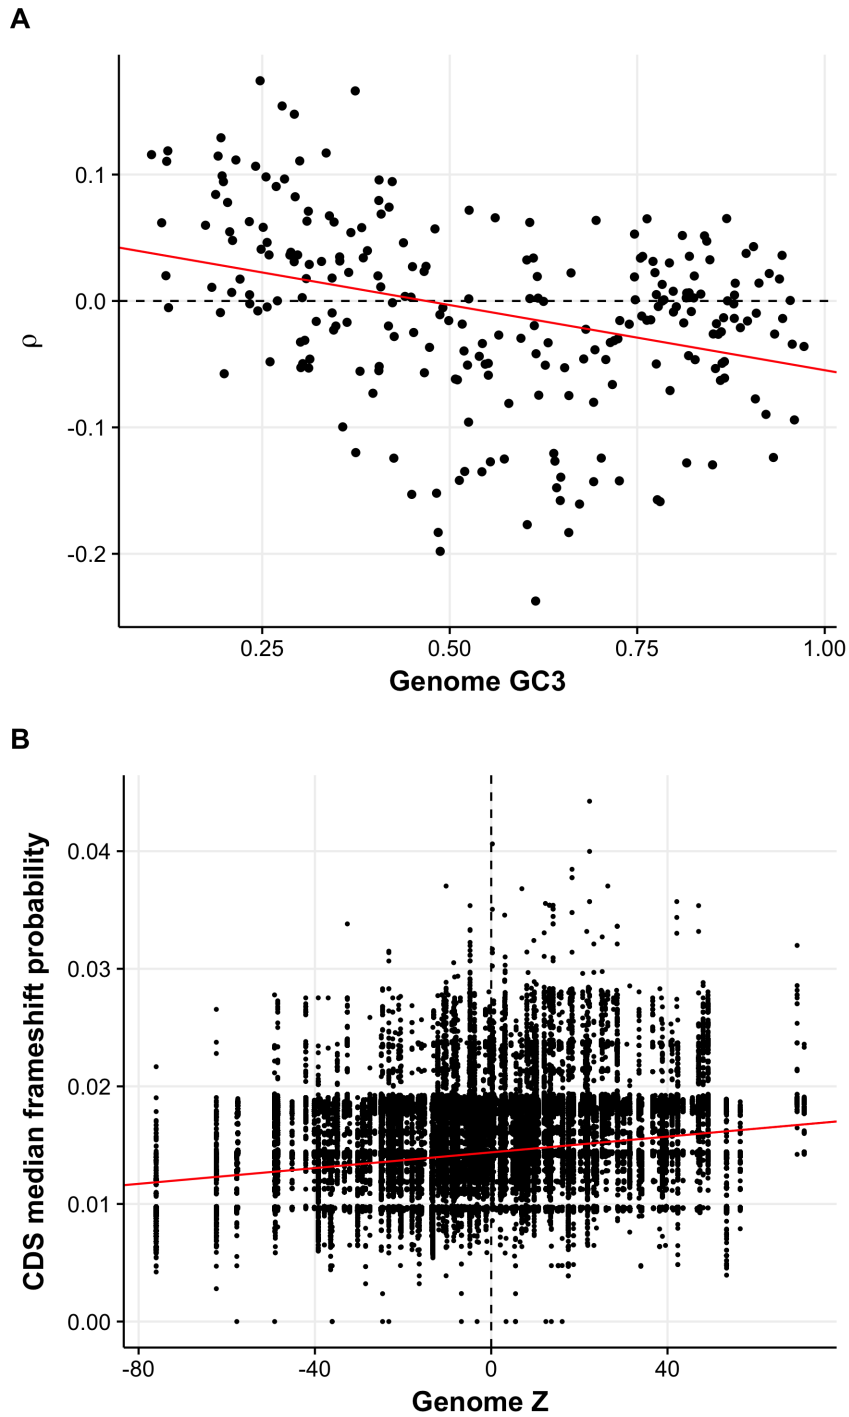 A
0.1
0.0
-0.1
-0.2
ρ
0.25 0.50 0.75 1.00
Genome GC3
B
0.04
0.03
0.02
0.01
0.00
CDS median frameshift probability
-80 -40 0 40
Genome Z